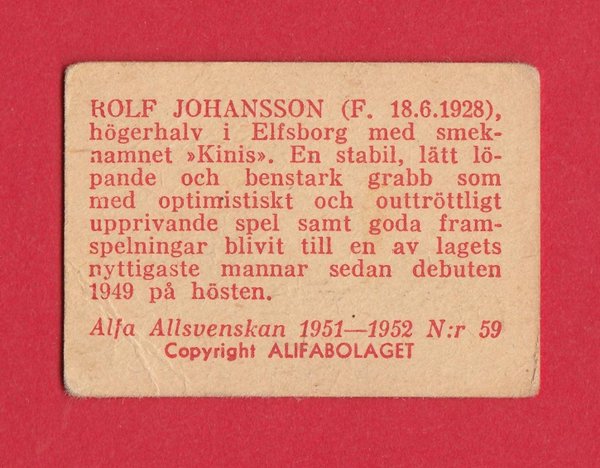 ROLF JOHANSSON (F. 18.6.1928),
högerhalv i Elfsborg med smek-
namnet »Kinis». En stabil, lätt lö-
pande och benstark grabb som
med optimistiskt och outtröttligt
upprivande spel samt goda fram-
spelningar blivit till en av lagets
nyttigaste mannar sedan debuten
1949 på hösten.
Alfa Allsvenskan 1951—1952 N:r 59
Copyright ALIFABOLAGET